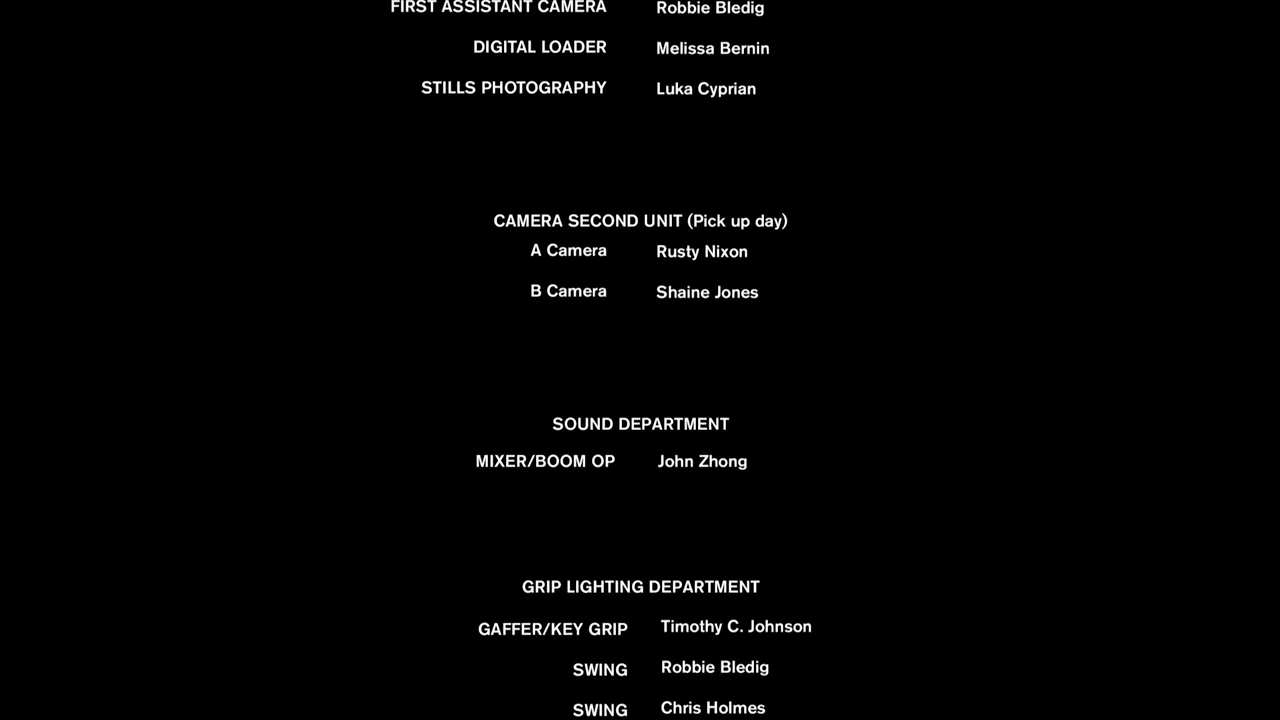 FIRST ASSISTANT CAMERA Robbie Bledig
DIGITAL LOADER Melissa Bernin
STILLS PHOTOGRAPHY Luka Cyprian
CAMERA SECOND UNIT (Pick up day)
A Camera Rusty Nixon
B Camera Shaine Jones
SOUND DEPARTMENT
MIXER/BOOM OP John Zhong
GRIP LIGHTING DEPARTMENT
GAFFER/KEY GRIP Timothy C. Johnson
SWING Robbie Bledig
SWING Chris Holmes